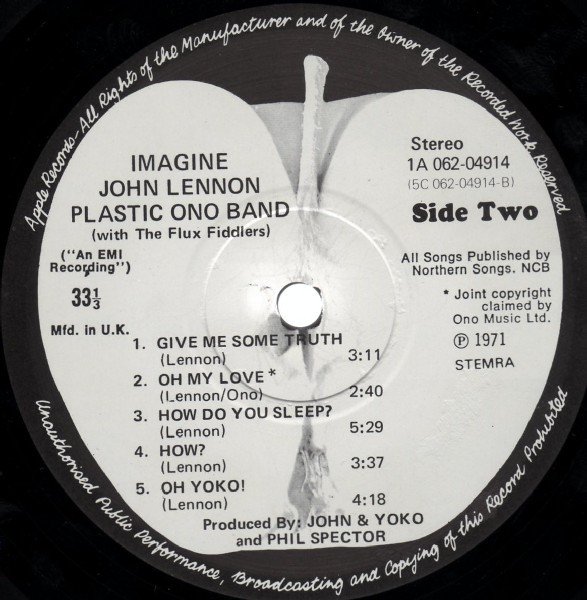 Apple Records-All Rights of the Manufacturer and of the Owner of the Recorded Work Reserved
IMAGINE
JOHN LENNON
PLASTIC ONO BAND
(with The Flux Fiddlers)
("An EMI
Recording")
33 1/3
Mfd. in U.K.
Stereo
1A 062-04914
(5C 062-04914-B)
Side Two
All Songs Published by
Northern Songs. NCB
* Joint copyright
claimed by
Ono Music Ltd.
℗ 1971
STEMRA
1. GIVE ME SOME TRUTH
(Lennon) 3:11
2. OH MY LOVE *
(Lennon/Ono) 2:40
3. HOW DO YOU SLEEP?
(Lennon) 5:29
4. HOW?
(Lennon) 3:37
5. OH YOKO!
(Lennon) 4:18
Produced By: JOHN & YOKO
and PHIL SPECTOR
Unauthorised Public Performance, Broadcasting and Copying of this Record Prohibited